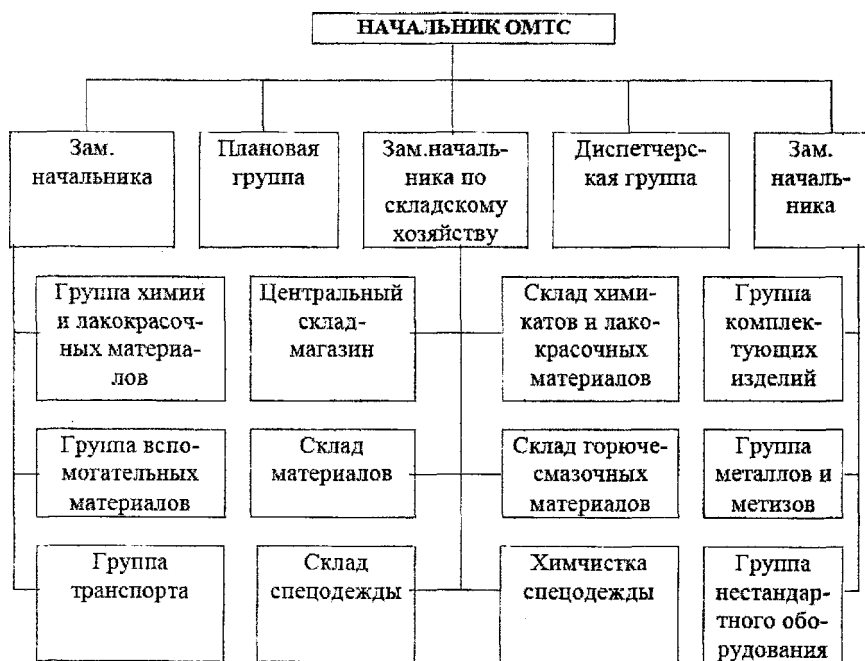 НАЧАЛЬНИК ОМТС
Зам.
начальника
Плановая
группа
Зам.началь-
ника по
складскому
хозяйству
Диспетчерс-
кая группа
Зам.
началь-
ника
Группа химии
и лакокрасоч-
ных материа-
лов
Центральный
склад-
магазин
Склад хими-
катов и лако-
красочных
материалов
Группа
комплек-
тующих
изделий
Группа вспо-
могательных
материалов
Склад
материалов
Склад горюче-
смазочных
материалов
Группа
металлов и
метизов
Группа
транспорта
Склад
спецодежды
Химчистка
спецодежды
Группа
нестандар-
тного обо-
рудования